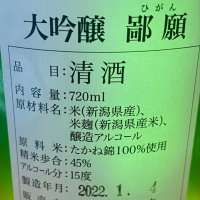 ひがん
大吟醸 鄙願
品目:清酒
内容量:720ml
原材料名:米(新潟県産)、
米麹(新潟県産米)、
醸造アルコール
原料米:たかね錦100%使用
精米歩合:45%
アルコール分:15度
製造年月:2022. 1. 4